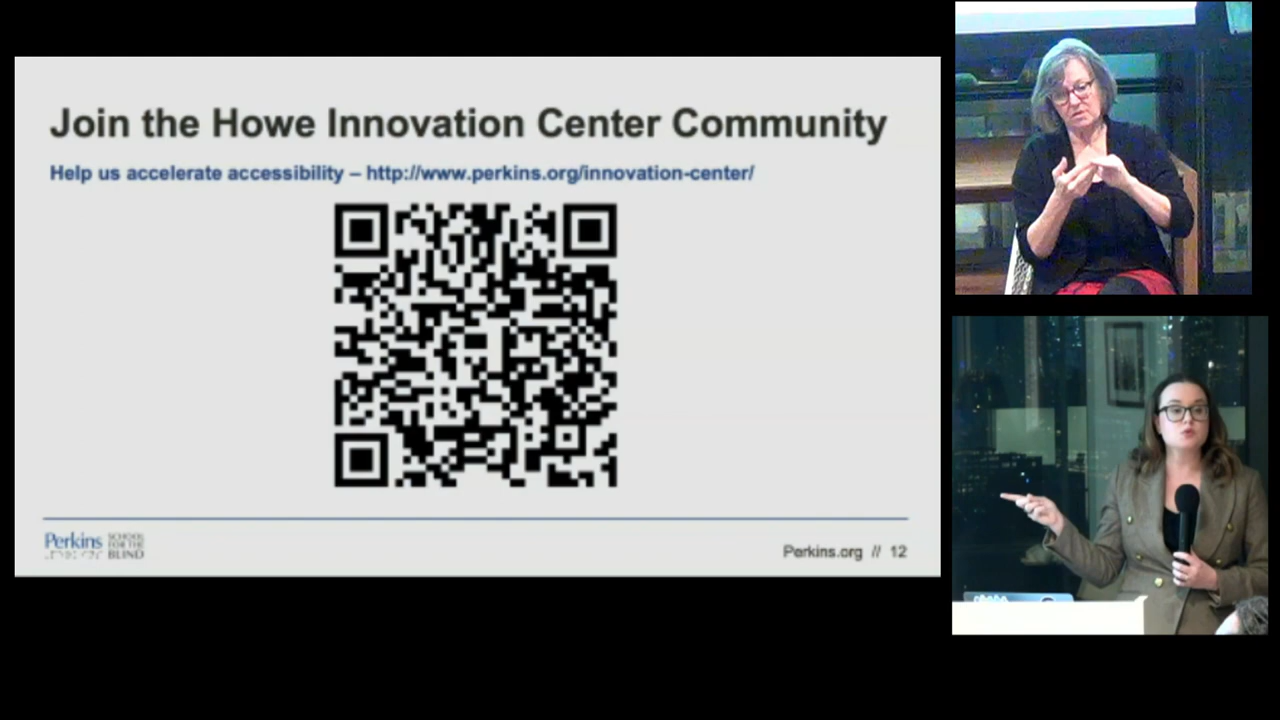 Join the Howe Innovation Center Community
Help us accelerate accessibility – http://www.perkins.org/innovation-center/
Perkins
SCHOOL
FOR THE
BLIND
Perkins.org // 12